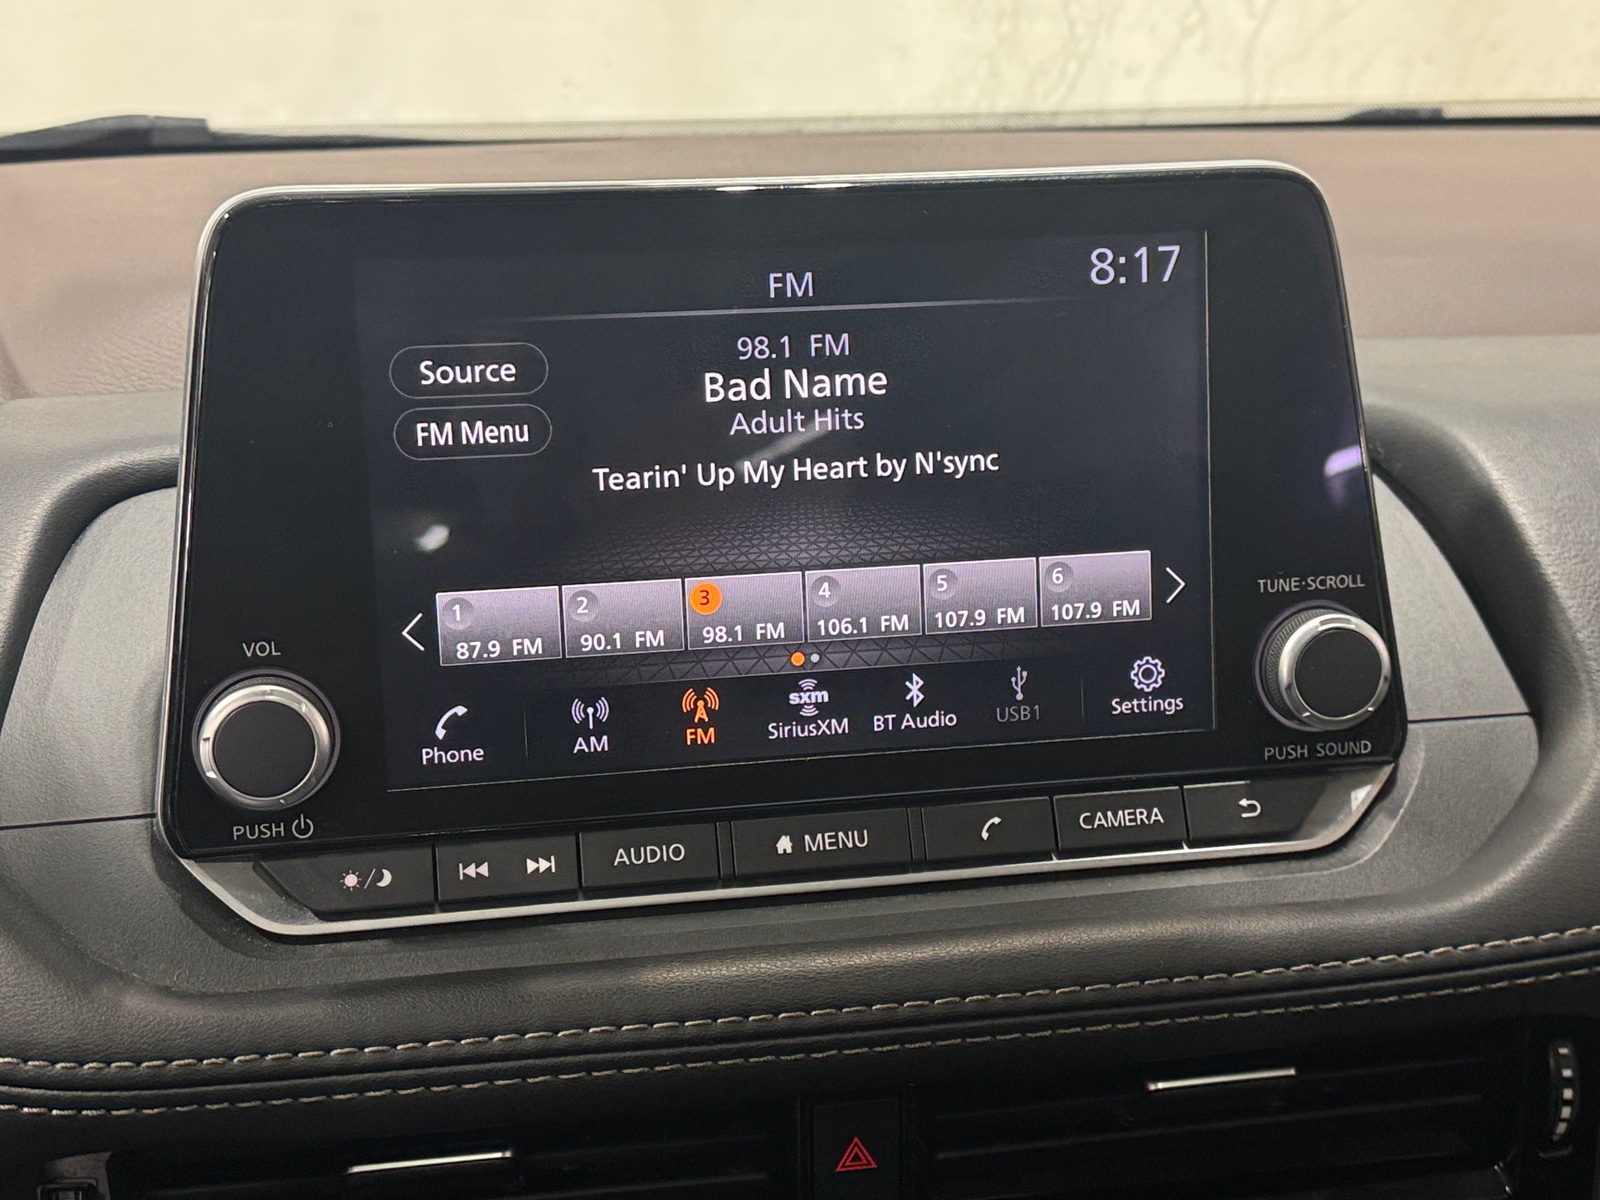 FM
8:17
98.1 FM
Bad Name
Adult Hits
Tearin' Up My Heart by N'sync
Source
FM Menu
1
87.9 FM
2
90.1 FM
3
98.1 FM
4
106.1 FM
5
107.9 FM
6
107.9 FM
Phone
AM
FM
sxm
SiriusXM
BT Audio
USB1
Settings
VOL
PUSH
TUNE·SCROLL
PUSH SOUND
AUDIO
MENU
CAMERA